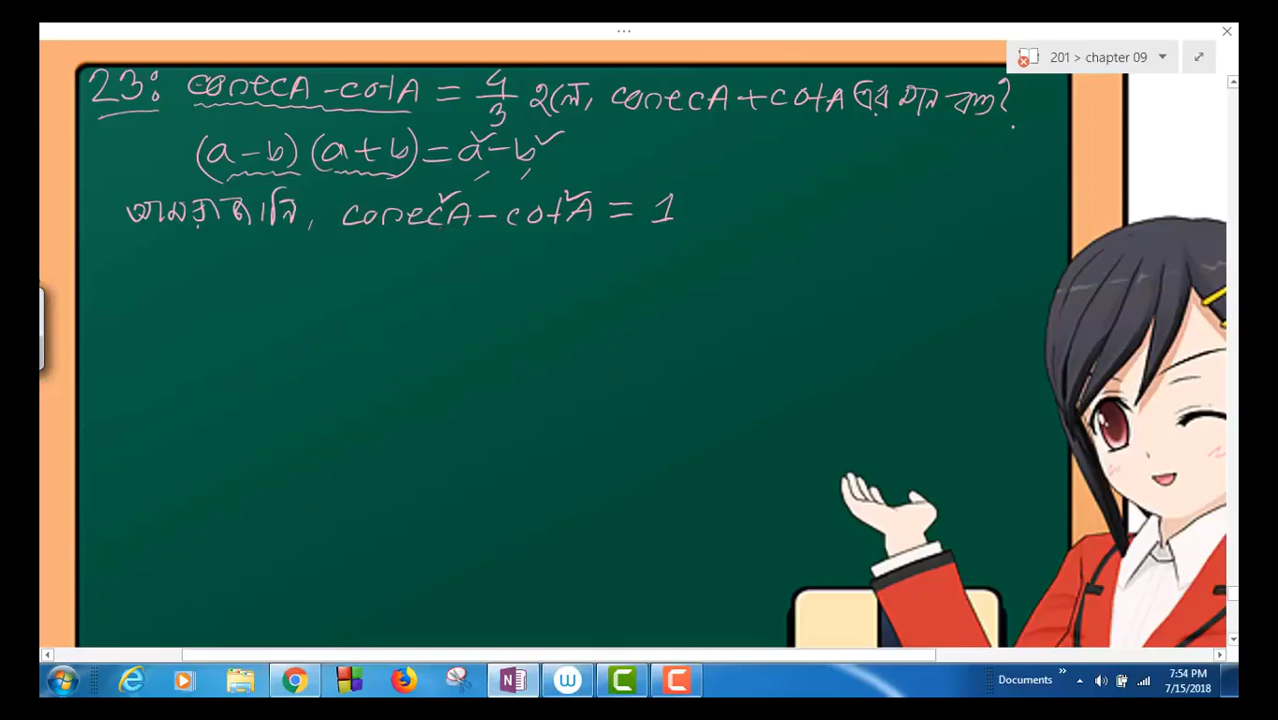 201 > chapter 09
23: cosecA - cotA = 4/3 হলে, cosecA + cotA এর মান কত?
(a - b) (a + b) = a² - b²
আমরা জানি, cosec²A - cot²A = 1
Documents
7:54 PM
7/15/2018